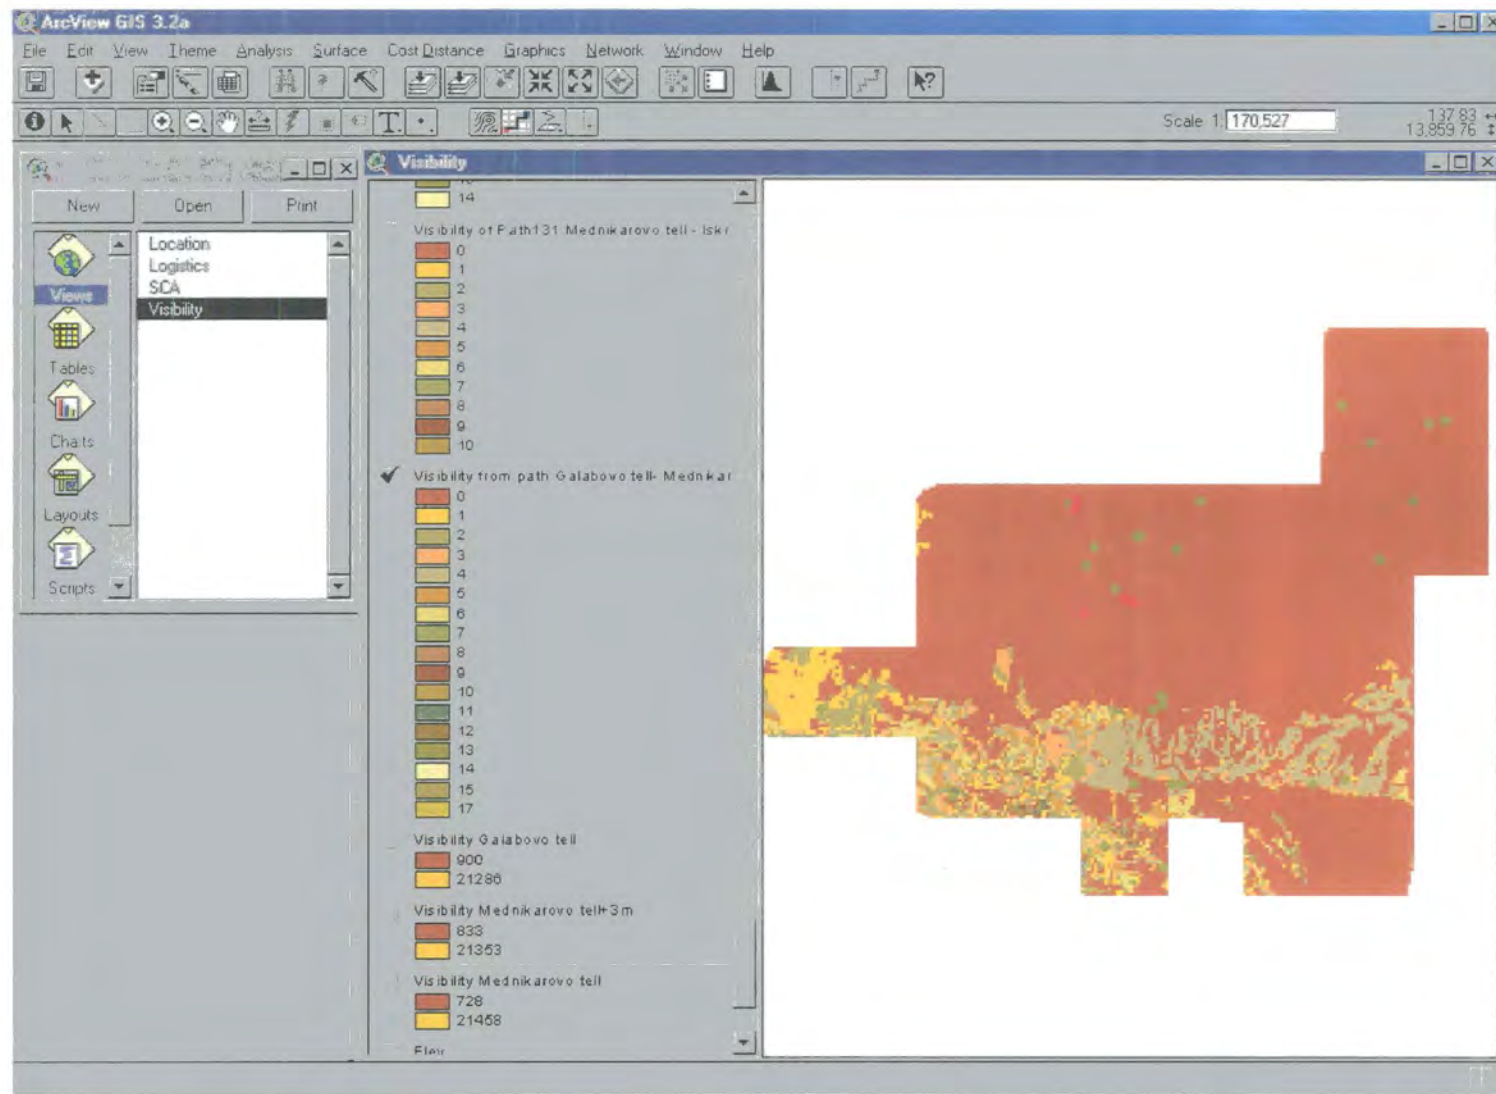 ArcView GIS 3.2a
File Edit View Theme Analysis Surface Cost Distance Graphics Network Window Help
Scale 1: 170,527
137.83
13,959.76
New Open Print
Views
Tables
Charts
Layouts
Scripts
Location
Logistics
SCA
Visibility
Visibility
14
Visibility of Path131 Mednikarovo tell - Iskr
0
1
2
3
4
5
6
7
8
9
10
Visibility from path Galabovo tell- Mednikar
0
1
2
3
4
5
6
7
8
9
10
11
12
13
14
15
17
Visibility Galabovo tell
900
21286
Visibility Mednikarovo tell+3m
833
21353
Visibility Mednikarovo tell
728
21458
Elev